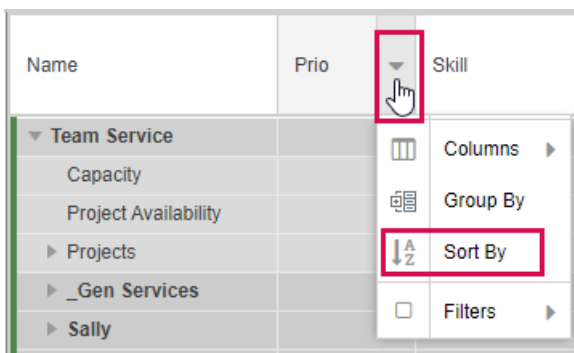 Name Prio Skill
Team Service
Capacity
Project Availability
Projects
_Gen Services
Sally
Columns
Group By
Sort By
Filters